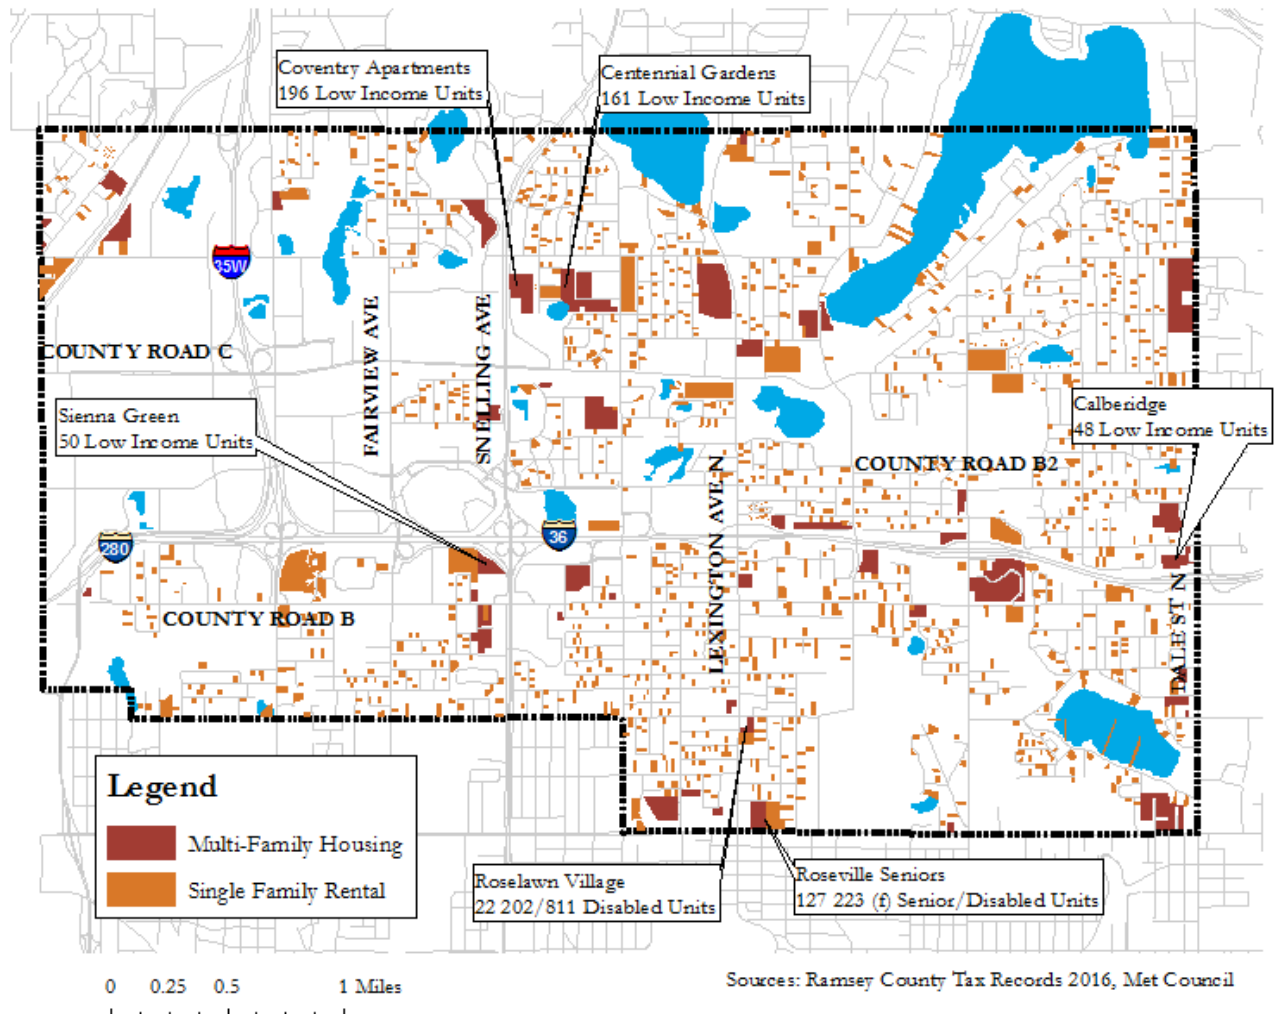 Coventry Apartments
196 Low Income Units
Centennial Gardens
161 Low Income Units
35W
FAIRVIEW AVE
SNELLING AVE
COUNTY ROAD C
Sienna Green
50 Low Income Units
Calberidge
48 Low Income Units
COUNTY ROAD B2
LEXINGTON AVE N
36
280
COUNTY ROAD B
DALE ST N
Legend
Multi-Family Housing
Single Family Rental
Roselawn Village
22 202/811 Disabled Units
Roseville Seniors
127 223 (f) Senior/Disabled Units
Sources: Ramsey County Tax Records 2016, Met Council
0 0.25 0.5 1 Miles